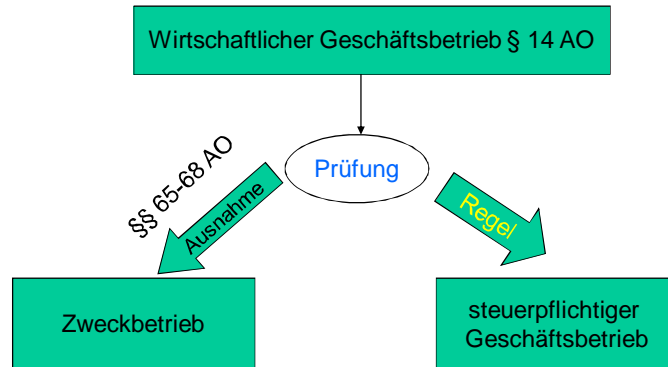 Wirtschaftlicher Geschäftsbetrieb § 14 AO
Prüfung
§§ 65-68 AO
Ausnahme
Regel
Zweckbetrieb
steuerpflichtiger
Geschäftsbetrieb